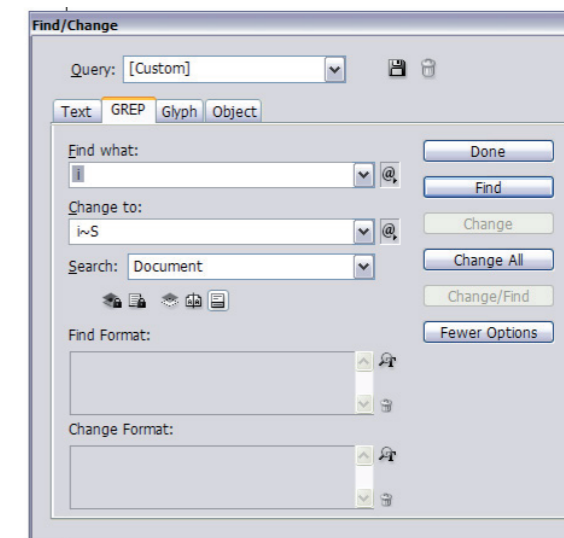 Find/Change
Query: [Custom]
Text GREP Glyph Object
Find what:
i
Change to:
i~S
Search: Document
Find Format:
Change Format:
Done
Find
Change
Change All
Change/Find
Fewer Options